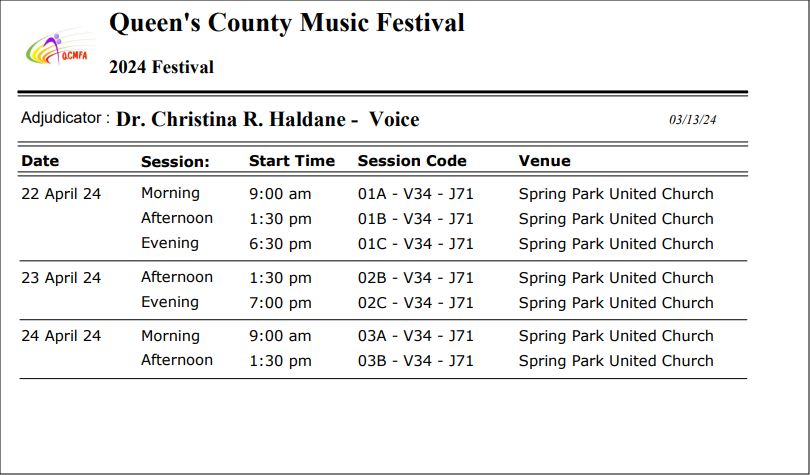 Queen's County Music Festival
QCMFA
2024 Festival
Adjudicator : Dr. Christina R. Haldane - Voice 03/13/24
Date Session: Start Time Session Code Venue
22 April 24 Morning 9:00 am 01A - V34 - J71 Spring Park United Church
Afternoon 1:30 pm 01B - V34 - J71 Spring Park United Church
Evening 6:30 pm 01C - V34 - J71 Spring Park United Church
23 April 24 Afternoon 1:30 pm 02B - V34 - J71 Spring Park United Church
Evening 7:00 pm 02C - V34 - J71 Spring Park United Church
24 April 24 Morning 9:00 am 03A - V34 - J71 Spring Park United Church
Afternoon 1:30 pm 03B - V34 - J71 Spring Park United Church